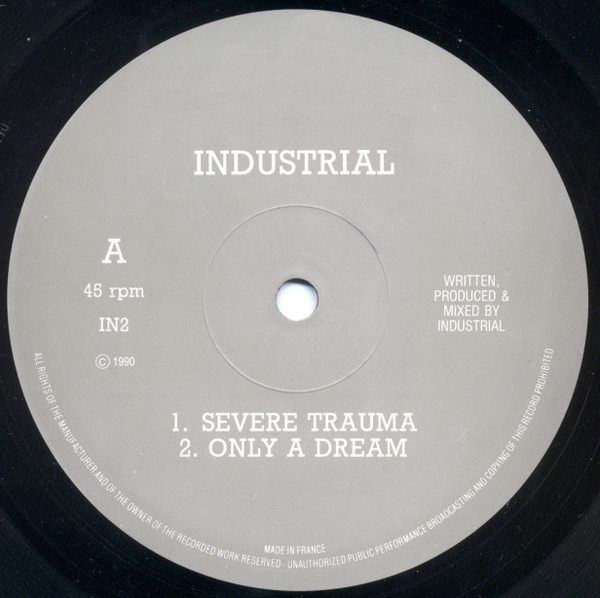 INDUSTRIAL
A
45 rpm
IN2
© 1990
WRITTEN,
PRODUCED &
MIXED BY
INDUSTRIAL
1. SEVERE TRAUMA
2. ONLY A DREAM
MADE IN FRANCE
ALL RIGHTS OF THE MANUFACTURER AND OF THE OWNER OF THE RECORDED WORK RESERVED - UNAUTHORIZED PUBLIC PERFORMANCE BROADCASTING AND COPYING OF THIS RECORD PROHIBITED